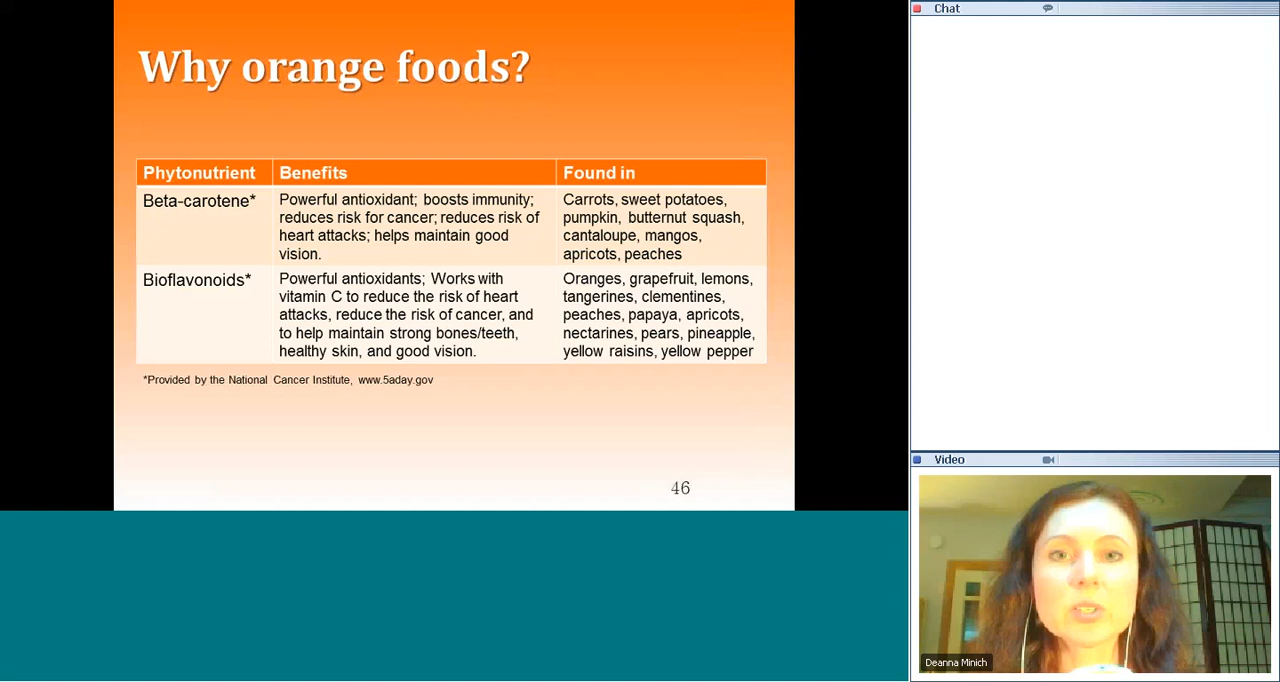 Why orange foods?
Phytonutrient
Benefits
Found in
Beta-carotene*
Powerful antioxidant; boosts immunity;
reduces risk for cancer; reduces risk of
heart attacks; helps maintain good
vision.
Carrots, sweet potatoes,
pumpkin, butternut squash,
cantaloupe, mangos,
apricots, peaches
Bioflavonoids*
Powerful antioxidants; Works with
vitamin C to reduce the risk of heart
attacks, reduce the risk of cancer, and
to help maintain strong bones/teeth,
healthy skin, and good vision.
Oranges, grapefruit, lemons,
tangerines, clementines,
peaches, papaya, apricots,
nectarines, pears, pineapple,
yellow raisins, yellow pepper
*Provided by the National Cancer Institute, www.5aday.gov
46
Chat
Video
Deanna Minich